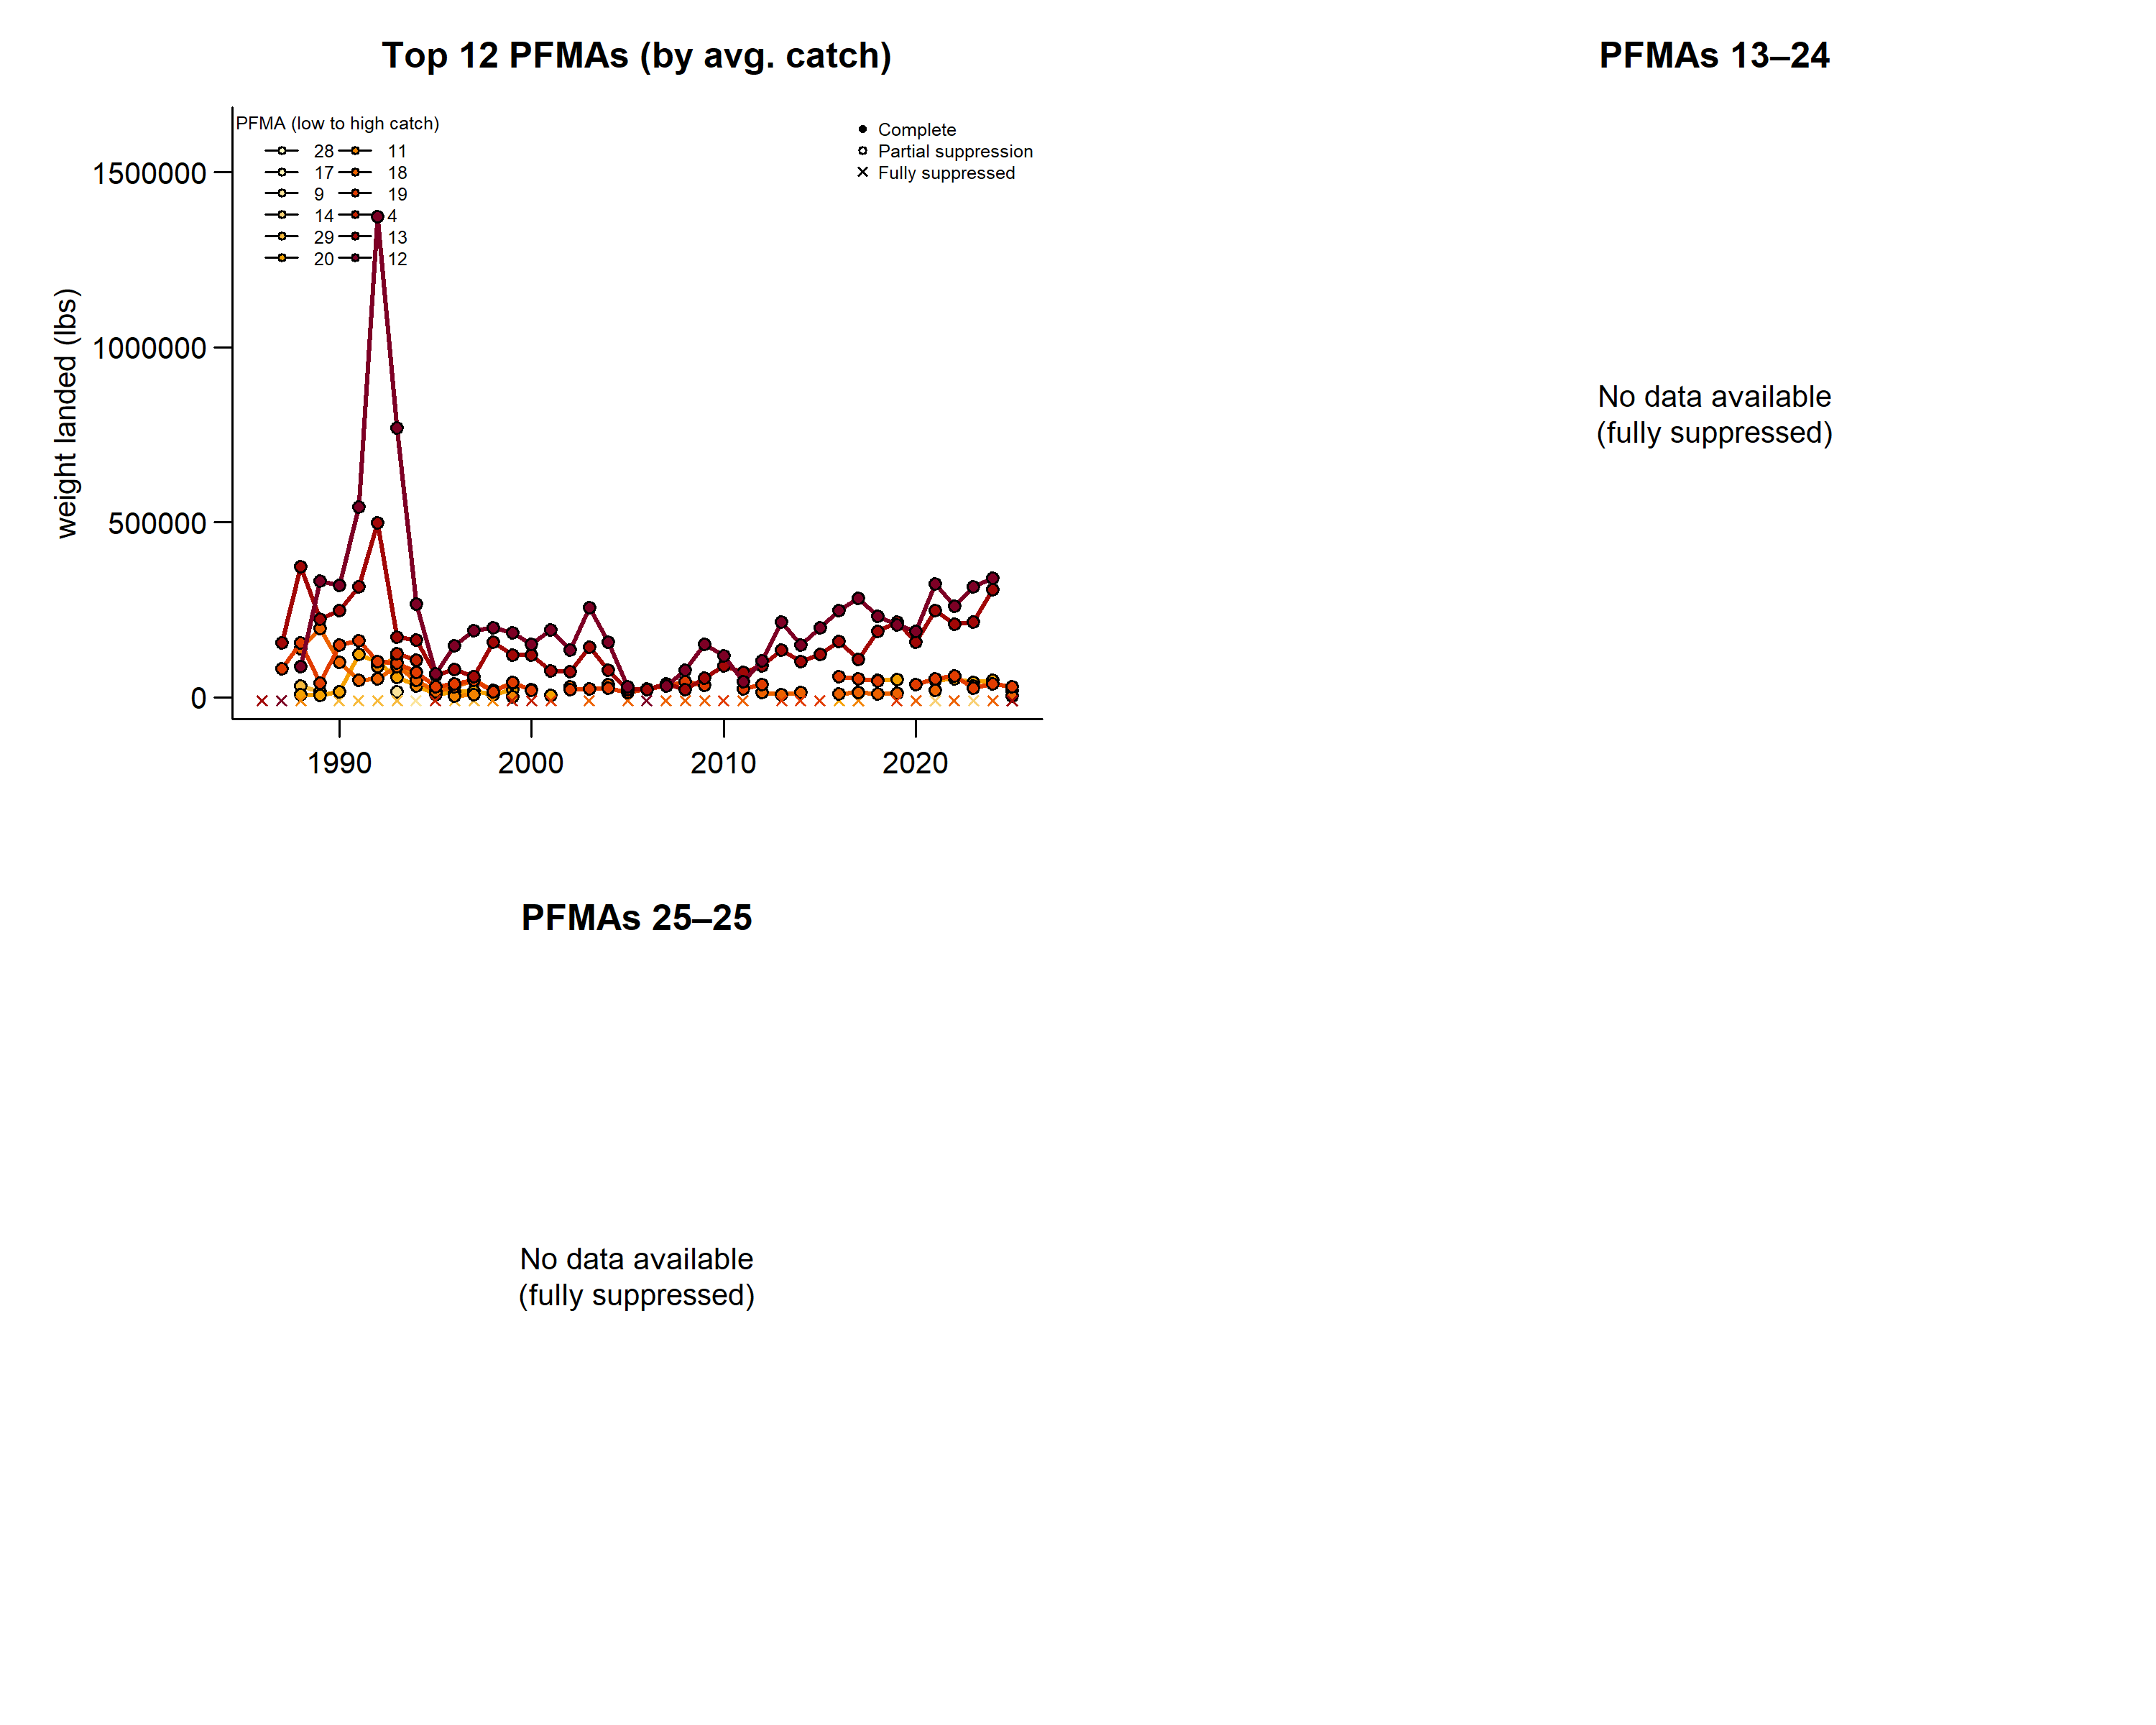 Top 12 PFMAs (by avg. catch)
PFMA (low to high catch)
28 11
17 18
9 19
14 4
29 13
20 12
Complete
Partial suppression
Fully suppressed
weight landed (lbs)
1500000
1000000
500000
0
1990 2000 2010 2020
PFMAs 13–24
No data available
(fully suppressed)
PFMAs 25–25
No data available
(fully suppressed)